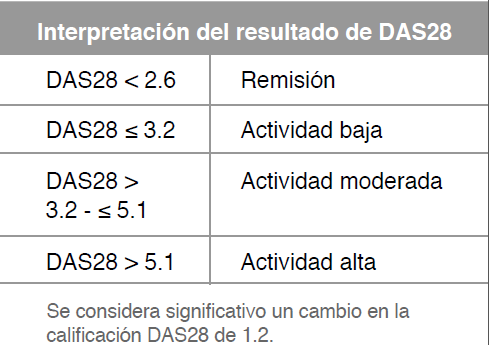 Interpretación del resultado de DAS28
DAS28 < 2.6 Remisión
DAS28 ≤ 3.2 Actividad baja
DAS28 > Actividad moderada
3.2 - ≤ 5.1
DAS28 > 5.1 Actividad alta
Se considera significativo un cambio en la
calificación DAS28 de 1.2.